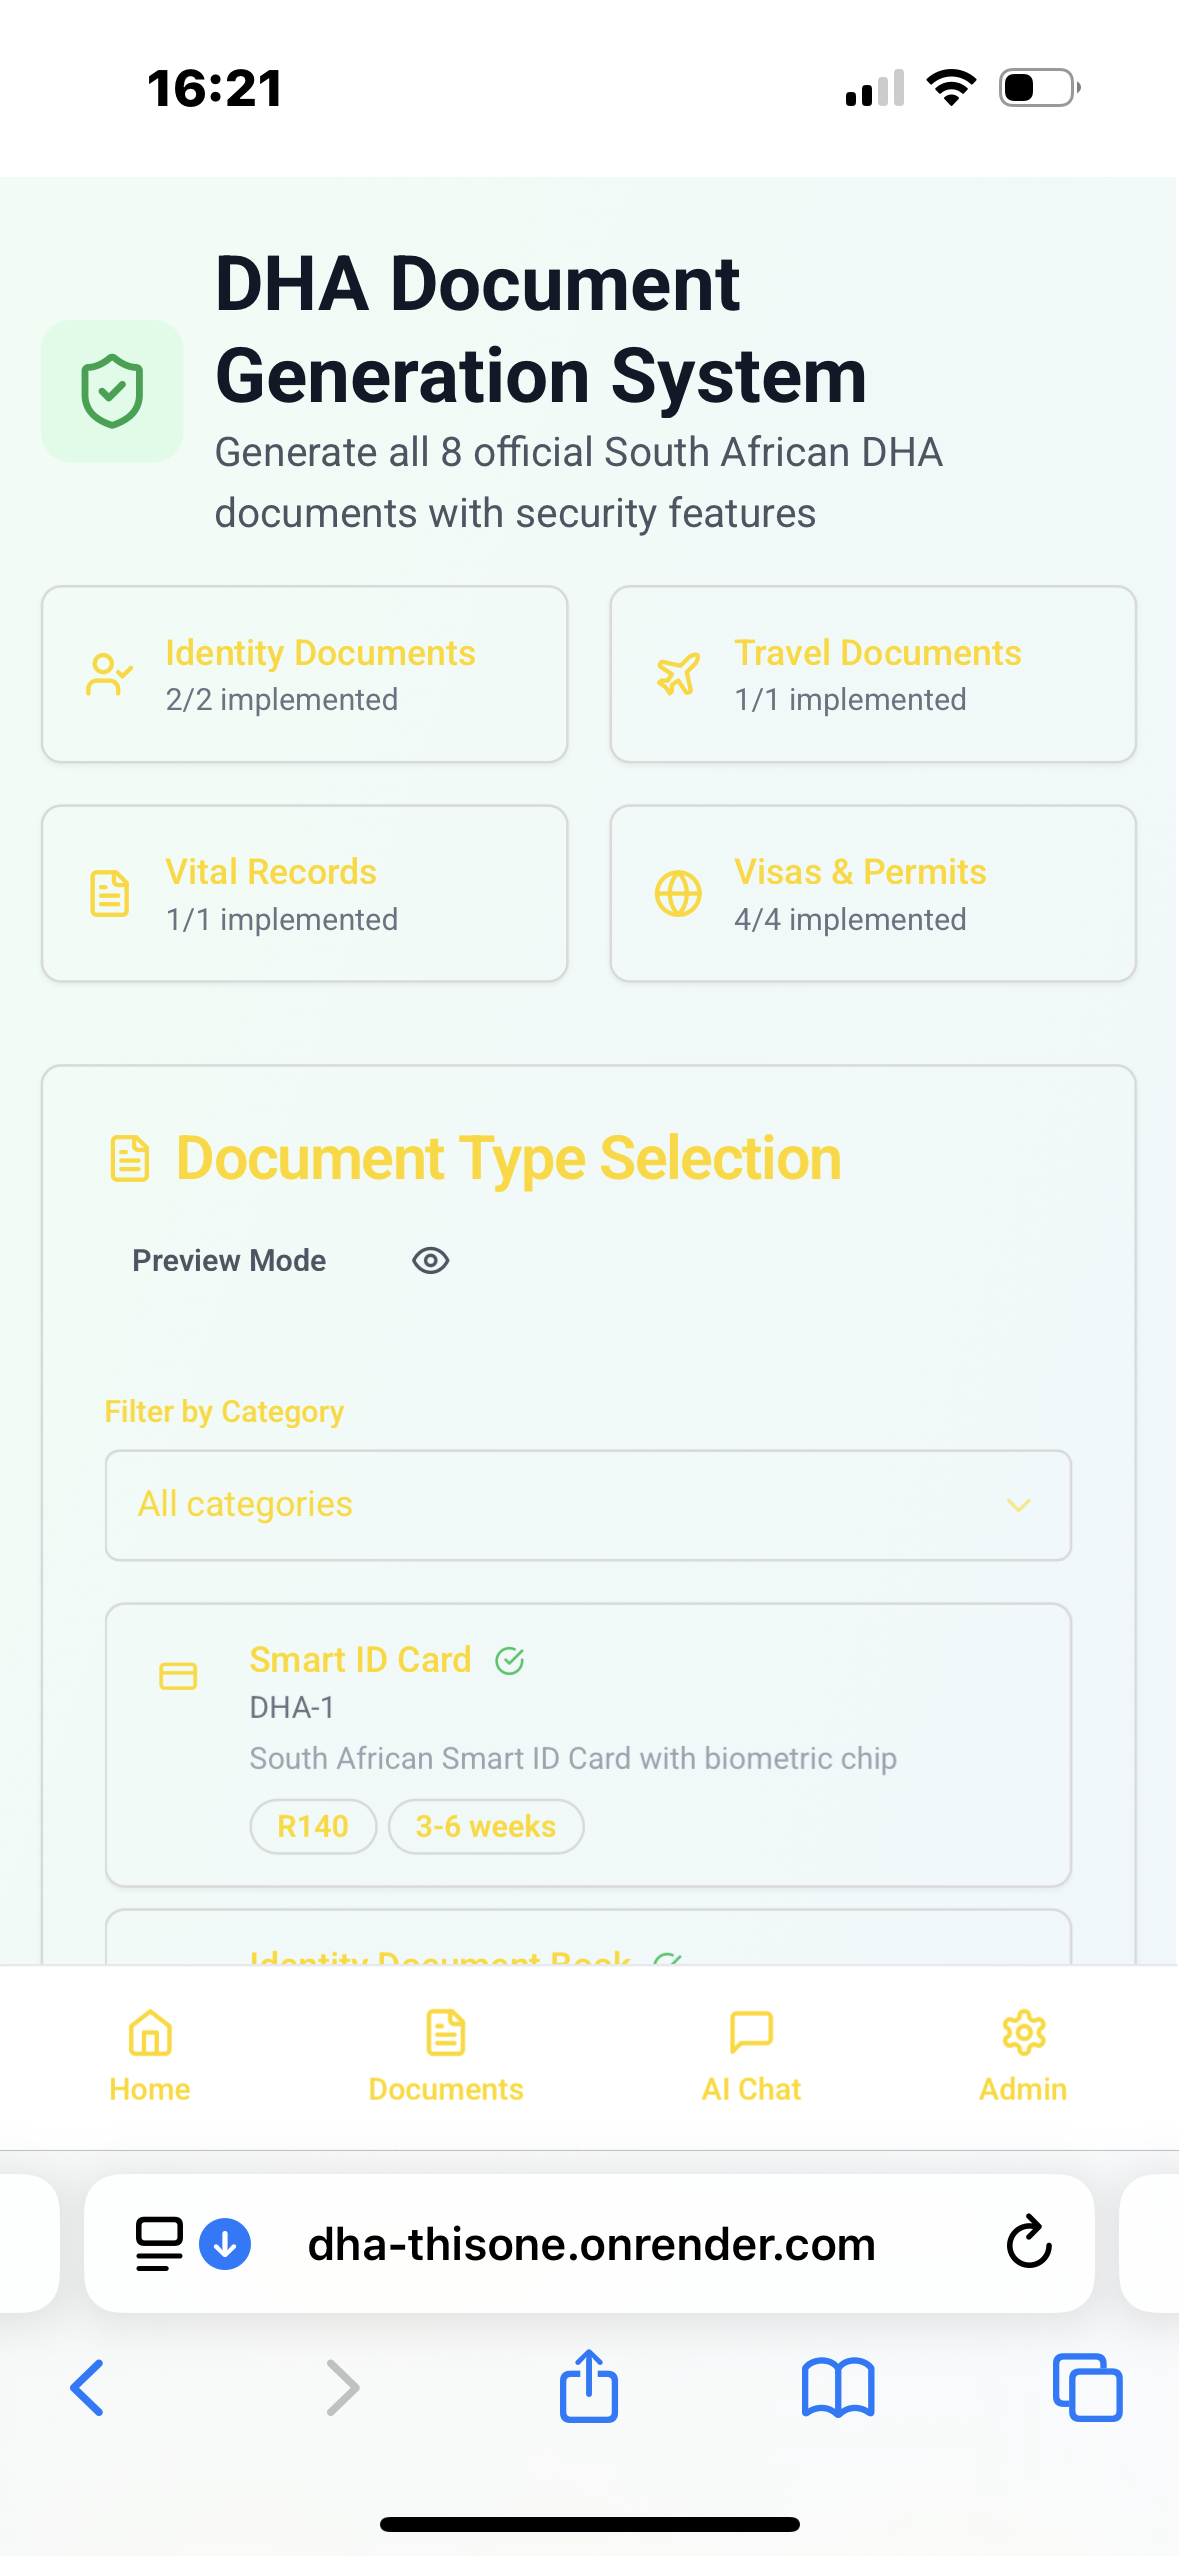 16:21
DHA Document
Generation System
Generate all 8 official South African DHA
documents with security features
Identity Documents
2/2 implemented
Travel Documents
1/1 implemented
Vital Records
1/1 implemented
Visas & Permits
4/4 implemented
Document Type Selection
Preview Mode
Filter by Category
All categories
Smart ID Card
DHA-1
South African Smart ID Card with biometric chip
R140
3-6 weeks
Identity Document Book
Home
Documents
AI Chat
Admin
dha-thisone.onrender.com